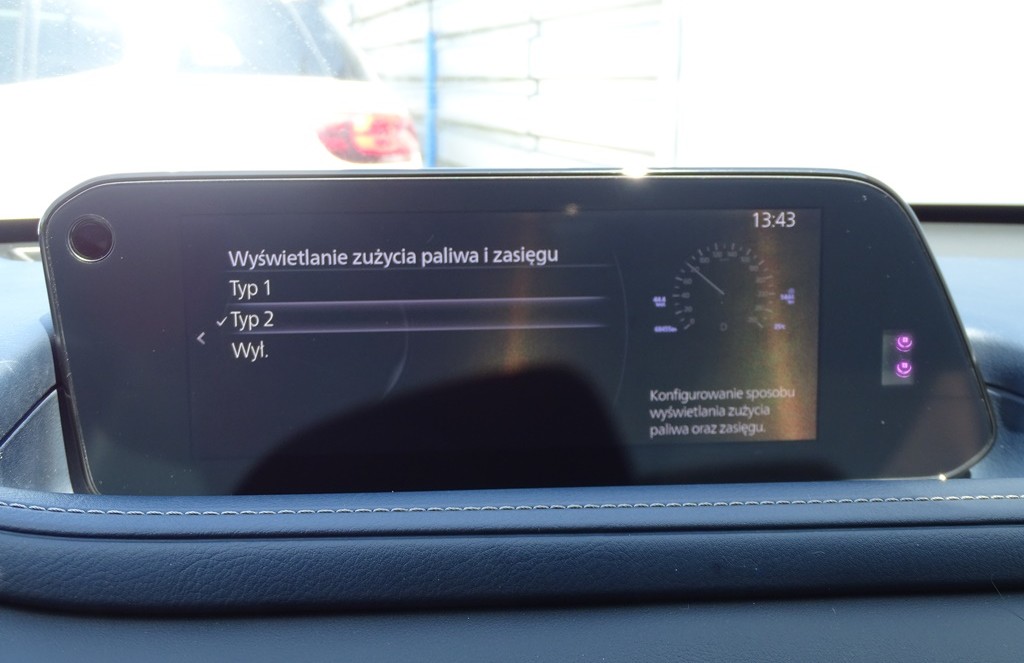 13:43
Wyświetlanie zużycia paliwa i zasięgu
Typ 1
Typ 2
Wył.
D
Konfigurowanie sposobu
wyświetlania zużycia
paliwa oraz zasięgu.